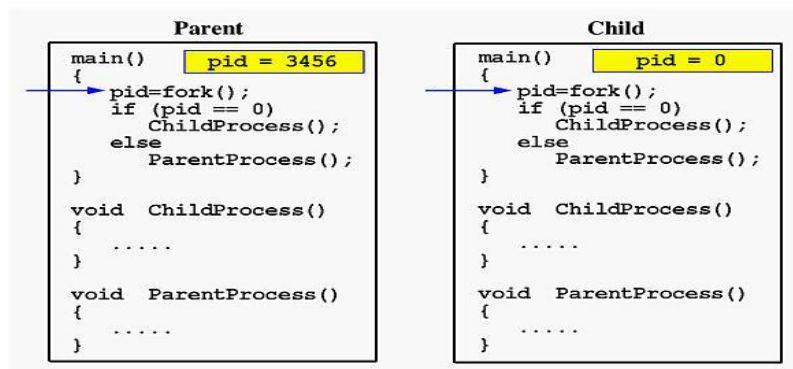 Parent
main()
pid = 3456
{
pid=fork();
if (pid == 0)
ChildProcess();
else
ParentProcess();
}
void ChildProcess()
{
.....
}
void ParentProcess()
{
.....
}
Child
main()
pid = 0
{
pid=fork();
if (pid == 0)
ChildProcess();
else
ParentProcess();
}
void ChildProcess()
{
.....
}
void ParentProcess()
{
.....
}